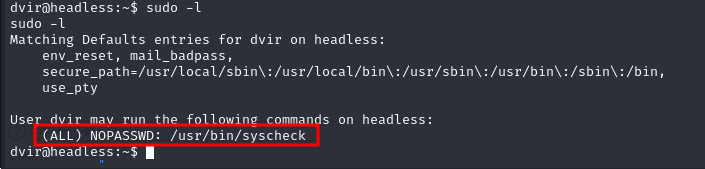 dvir@headless:~$ sudo -l
sudo -l
Matching Defaults entries for dvir on headless:
    env_reset, mail_badpass,
    secure_path=/usr/local/sbin\:/usr/local/bin\:/usr/sbin\:/usr/bin\:/sbin\:/bin,
    use_pty

User dvir may run the following commands on headless:
    (ALL) NOPASSWD: /usr/bin/syscheck
dvir@headless:~$